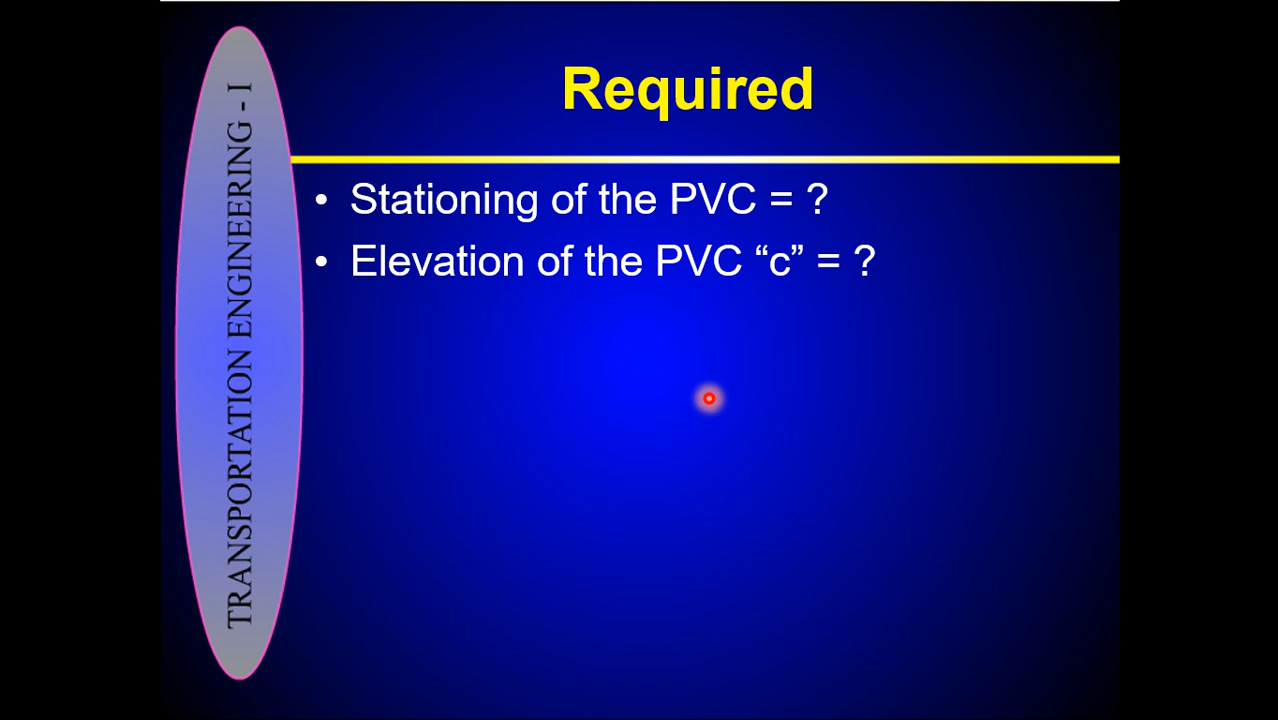 TRANSPORTATION ENGINEERING - I
Required
• Stationing of the PVC = ?
• Elevation of the PVC “c” = ?